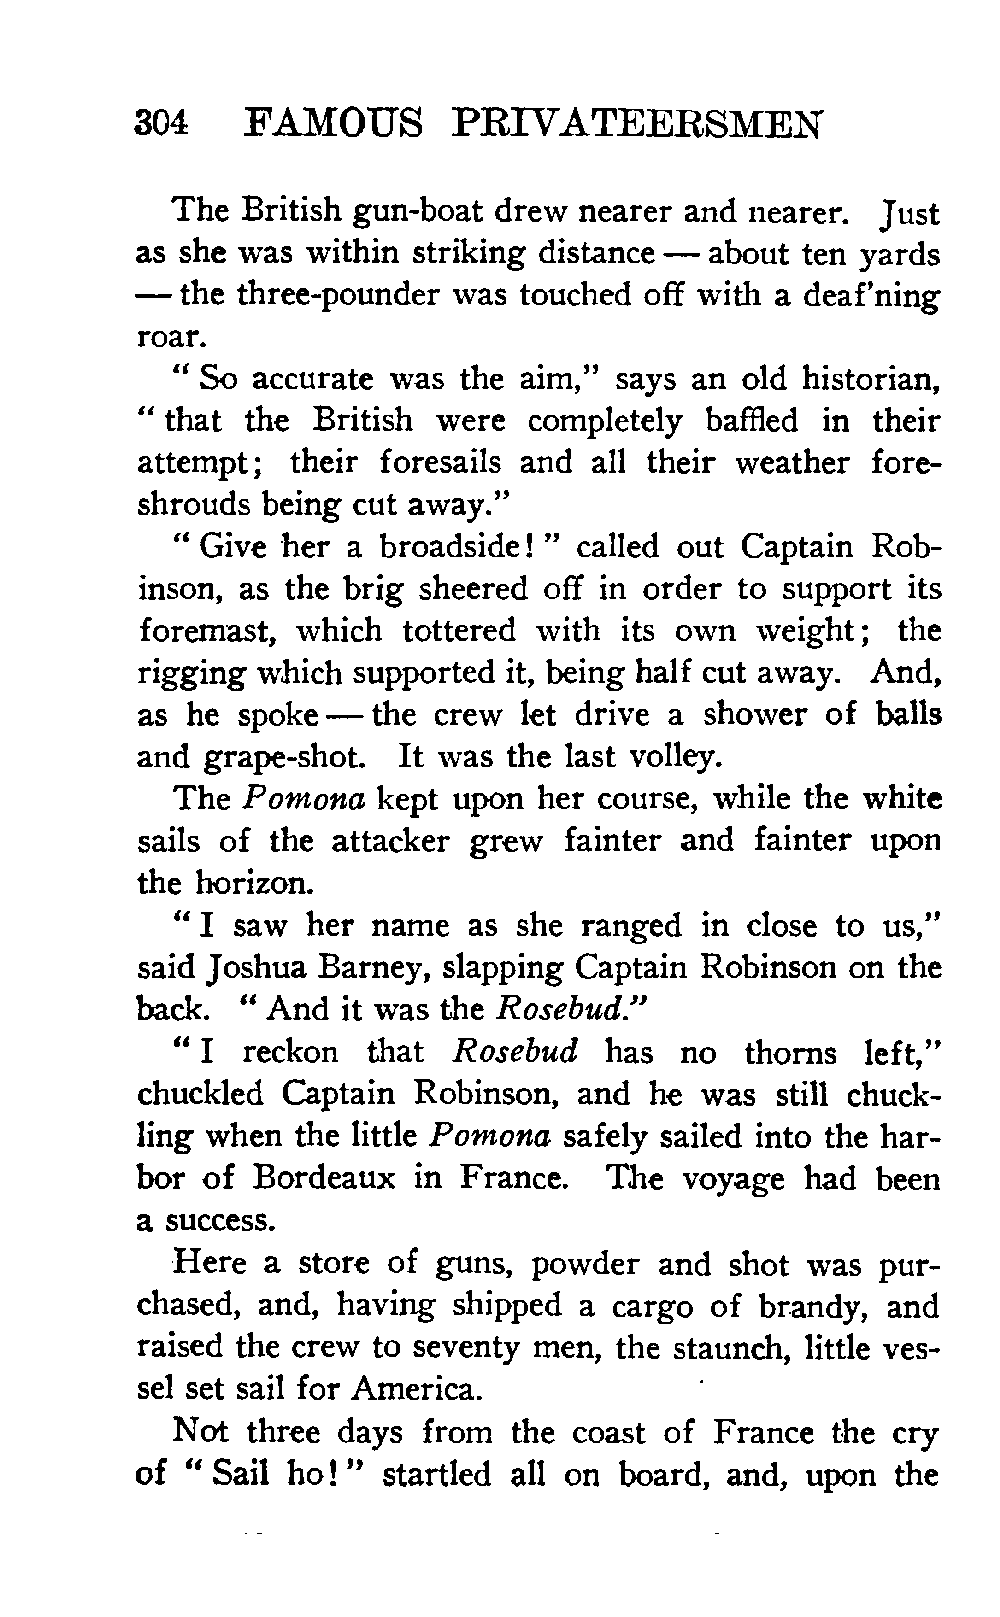 304 FAMOUS PRIVATEERSMEN
The British gun-boat drew nearer and nearer. Just
as she was within striking distance — about ten yards
— the three-pounder was touched off with a deaf'ning
roar.
" So accurate was the aim," says an old historian,
" that the British were completely baffled in their
attempt; their foresails and all their weather fore-
shrouds being cut away."
" Give her a broadside! " called out Captain Rob-
inson, as the brig sheered off in order to support its
foremast, which tottered with its own weight; the
rigging which supported it, being half cut away. And,
as he spoke — the crew let drive a shower of balls
and grape-shot. It was the last volley.
The Pomona kept upon her course, while the white
sails of the attacker grew fainter and fainter upon
the horizon.
" I saw her name as she ranged in close to us,"
said Joshua Barney, slapping Captain Robinson on the
back. " And it was the Rosebud."
" I reckon that Rosebud has no thorns left,"
chuckled Captain Robinson, and he was still chuck-
ling when the little Pomona safely sailed into the har-
bor of Bordeaux in France. The voyage had been
a success.
Here a store of guns, powder and shot was pur-
chased, and, having shipped a cargo of brandy, and
raised the crew to seventy men, the staunch, little ves-
sel set sail for America.
Not three days from the coast of France the cry
of " Sail ho! " startled all on board, and, upon the